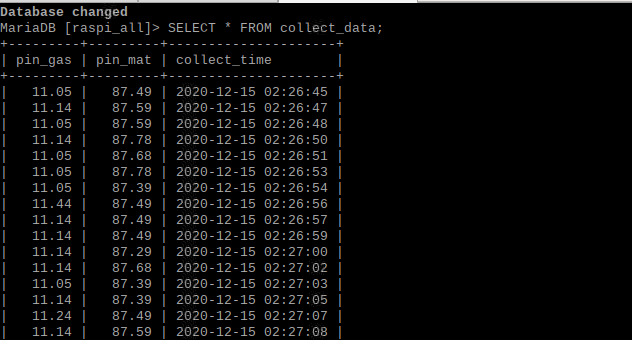 Database changed
MariaDB [raspi_all]> SELECT * FROM collect_data;
+---------+---------+---------------------+
| pin_gas | pin_mat | collect_time        |
+---------+---------+---------------------+
|   11.05 |   87.49 | 2020-12-15 02:26:45 |
|   11.14 |   87.59 | 2020-12-15 02:26:47 |
|   11.05 |   87.59 | 2020-12-15 02:26:48 |
|   11.14 |   87.78 | 2020-12-15 02:26:50 |
|   11.05 |   87.68 | 2020-12-15 02:26:51 |
|   11.05 |   87.78 | 2020-12-15 02:26:53 |
|   11.05 |   87.39 | 2020-12-15 02:26:54 |
|   11.44 |   87.49 | 2020-12-15 02:26:56 |
|   11.14 |   87.49 | 2020-12-15 02:26:57 |
|   11.14 |   87.49 | 2020-12-15 02:26:59 |
|   11.14 |   87.29 | 2020-12-15 02:27:00 |
|   11.14 |   87.68 | 2020-12-15 02:27:02 |
|   11.05 |   87.39 | 2020-12-15 02:27:03 |
|   11.14 |   87.39 | 2020-12-15 02:27:05 |
|   11.24 |   87.49 | 2020-12-15 02:27:07 |
|   11.14 |   87.59 | 2020-12-15 02:27:08 |